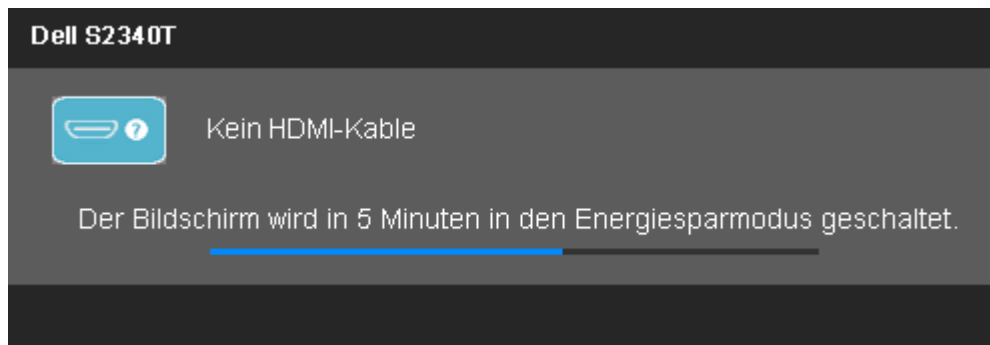 Dell S2340T
Kein HDMI-Kable
Der Bildschirm wird in 5 Minuten in den Energiesparmodus geschaltet.